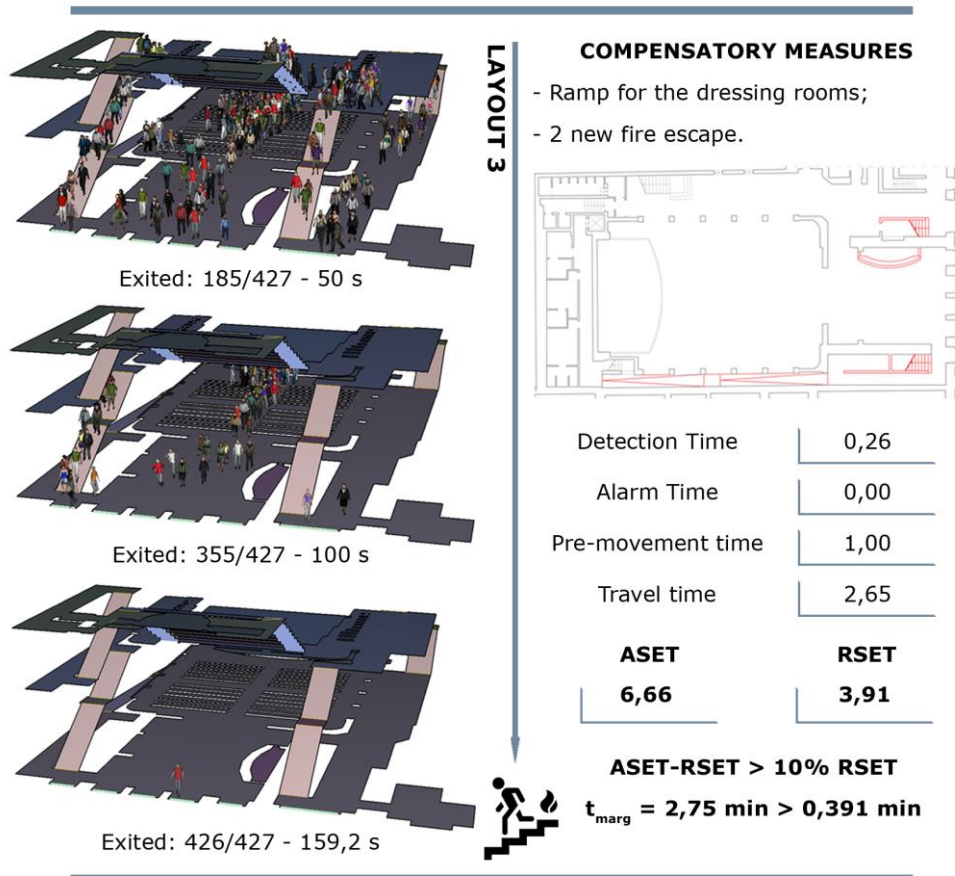 Exited: 185/427 - 50 s
Exited: 355/427 - 100 s
Exited: 426/427 - 159,2 s
LAYOUT 3
COMPENSATORY MEASURES
- Ramp for the dressing rooms;
- 2 new fire escape.
Detection Time 0,26
Alarm Time 0,00
Pre-movement time 1,00
Travel time 2,65
ASET RSET
6,66 3,91
ASET-RSET > 10% RSET
t_marg = 2,75 min > 0,391 min